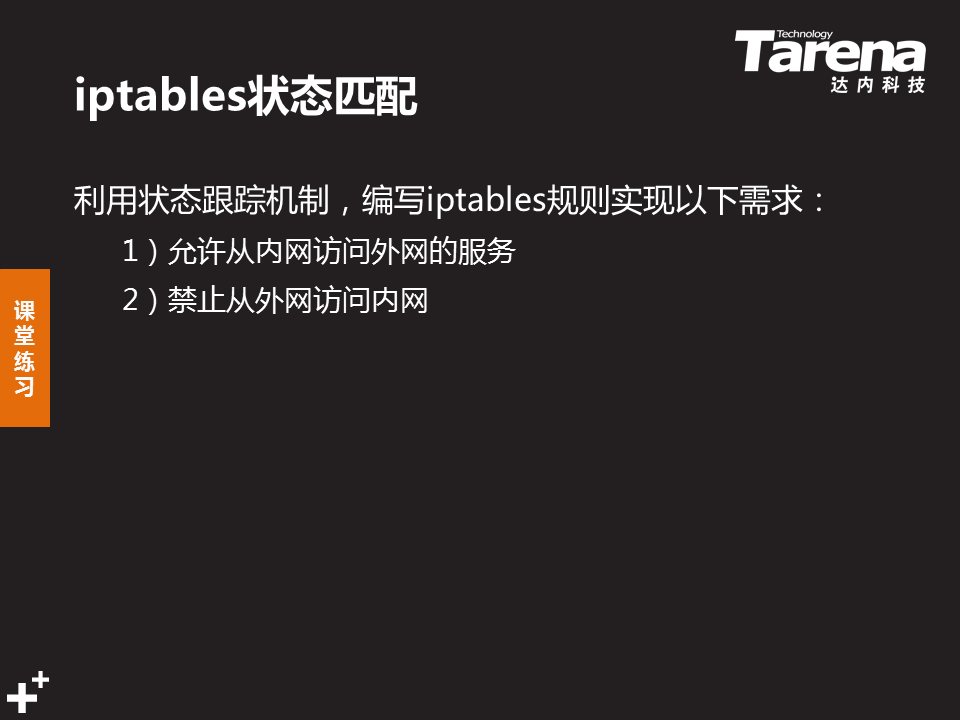 Technology
Tarena
达内科技
iptables状态匹配
利用状态跟踪机制，编写iptables规则实现以下需求：
1）允许从内网访问外网的服务
2）禁止从外网访问内网
课
堂
练
习